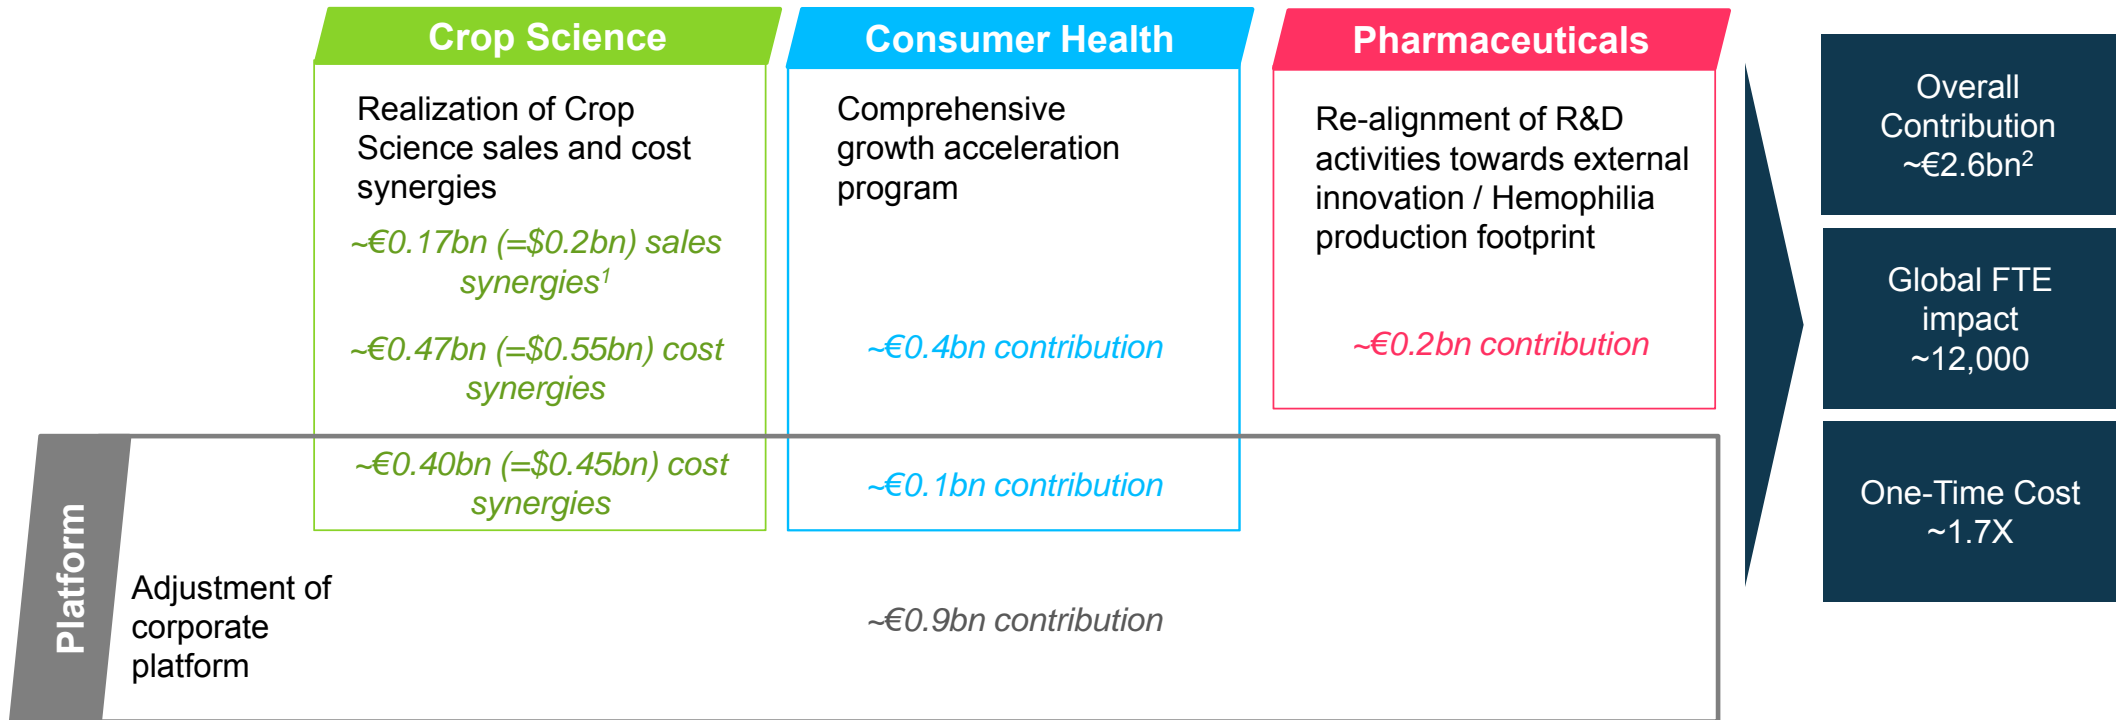 Crop Science
Realization of Crop
Science sales and cost
synergies
~€0.17bn (=$0.2bn) sales
synergies1
~€0.47bn (=$0.55bn) cost
synergies
~€0.40bn (=$0.45bn) cost
synergies
Consumer Health
Comprehensive
growth acceleration
program
~€0.4bn contribution
~€0.1bn contribution
Pharmaceuticals
Re-alignment of R&D
activities towards external
innovation / Hemophilia
production footprint
~€0.2bn contribution
Platform
Adjustment of
corporate
platform
~€0.9bn contribution
Overall
Contribution
~€2.6bn2
Global FTE
impact
~12,000
One-Time Cost
~1.7X